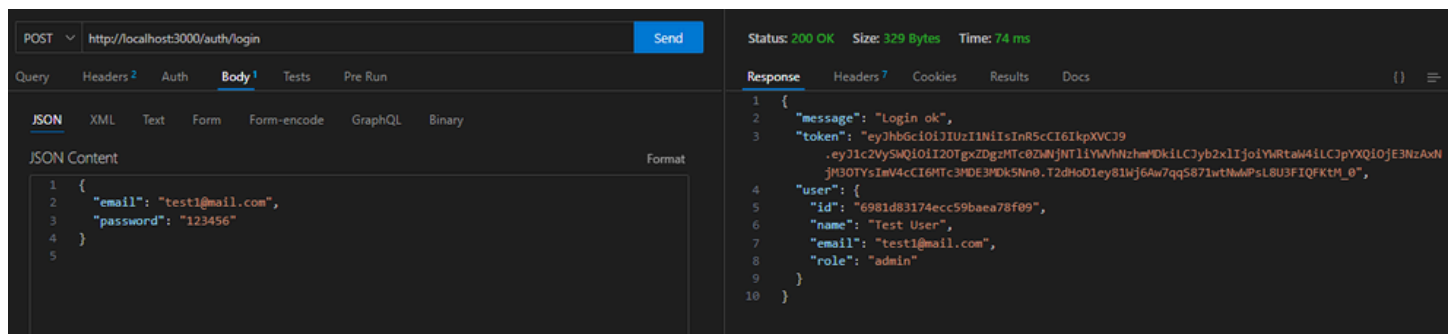 POST http://localhost:3000/auth/login Send
Query Headers 2 Auth Body 1 Tests Pre Run
JSON XML Text Form Form-encode GraphQL Binary
JSON Content Format
1 {
2 "email": "test1@mail.com",
3 "password": "123456"
4 }
5
Status: 200 OK Size: 329 Bytes Time: 74 ms
Response Headers 7 Cookies Results Docs {}
1 {
2 "message": "Login ok",
3 "token": "eyJhbGciOiJIUzI1NiIsInR5cCI6IkpXVCJ9
.eyJ1c2VySWQiOiI2OTgxZDgzMTc0ZWNjNTliYWVhNzhmMDkiLCJyb2xlIjoiYWRtaW4iLCJpYXQiOjE3NzAxN
jM3OTYsImV4cCI6MTc3MDE3MDk5Nn0.T2dHoD1ey81Wj6Aw7qqS871wtNwWPsL8U3FIQFKtM_0",
4 "user": {
5 "id": "6981d83174ecc59baea78f09",
6 "name": "Test User",
7 "email": "test1@mail.com",
8 "role": "admin"
9 }
10 }